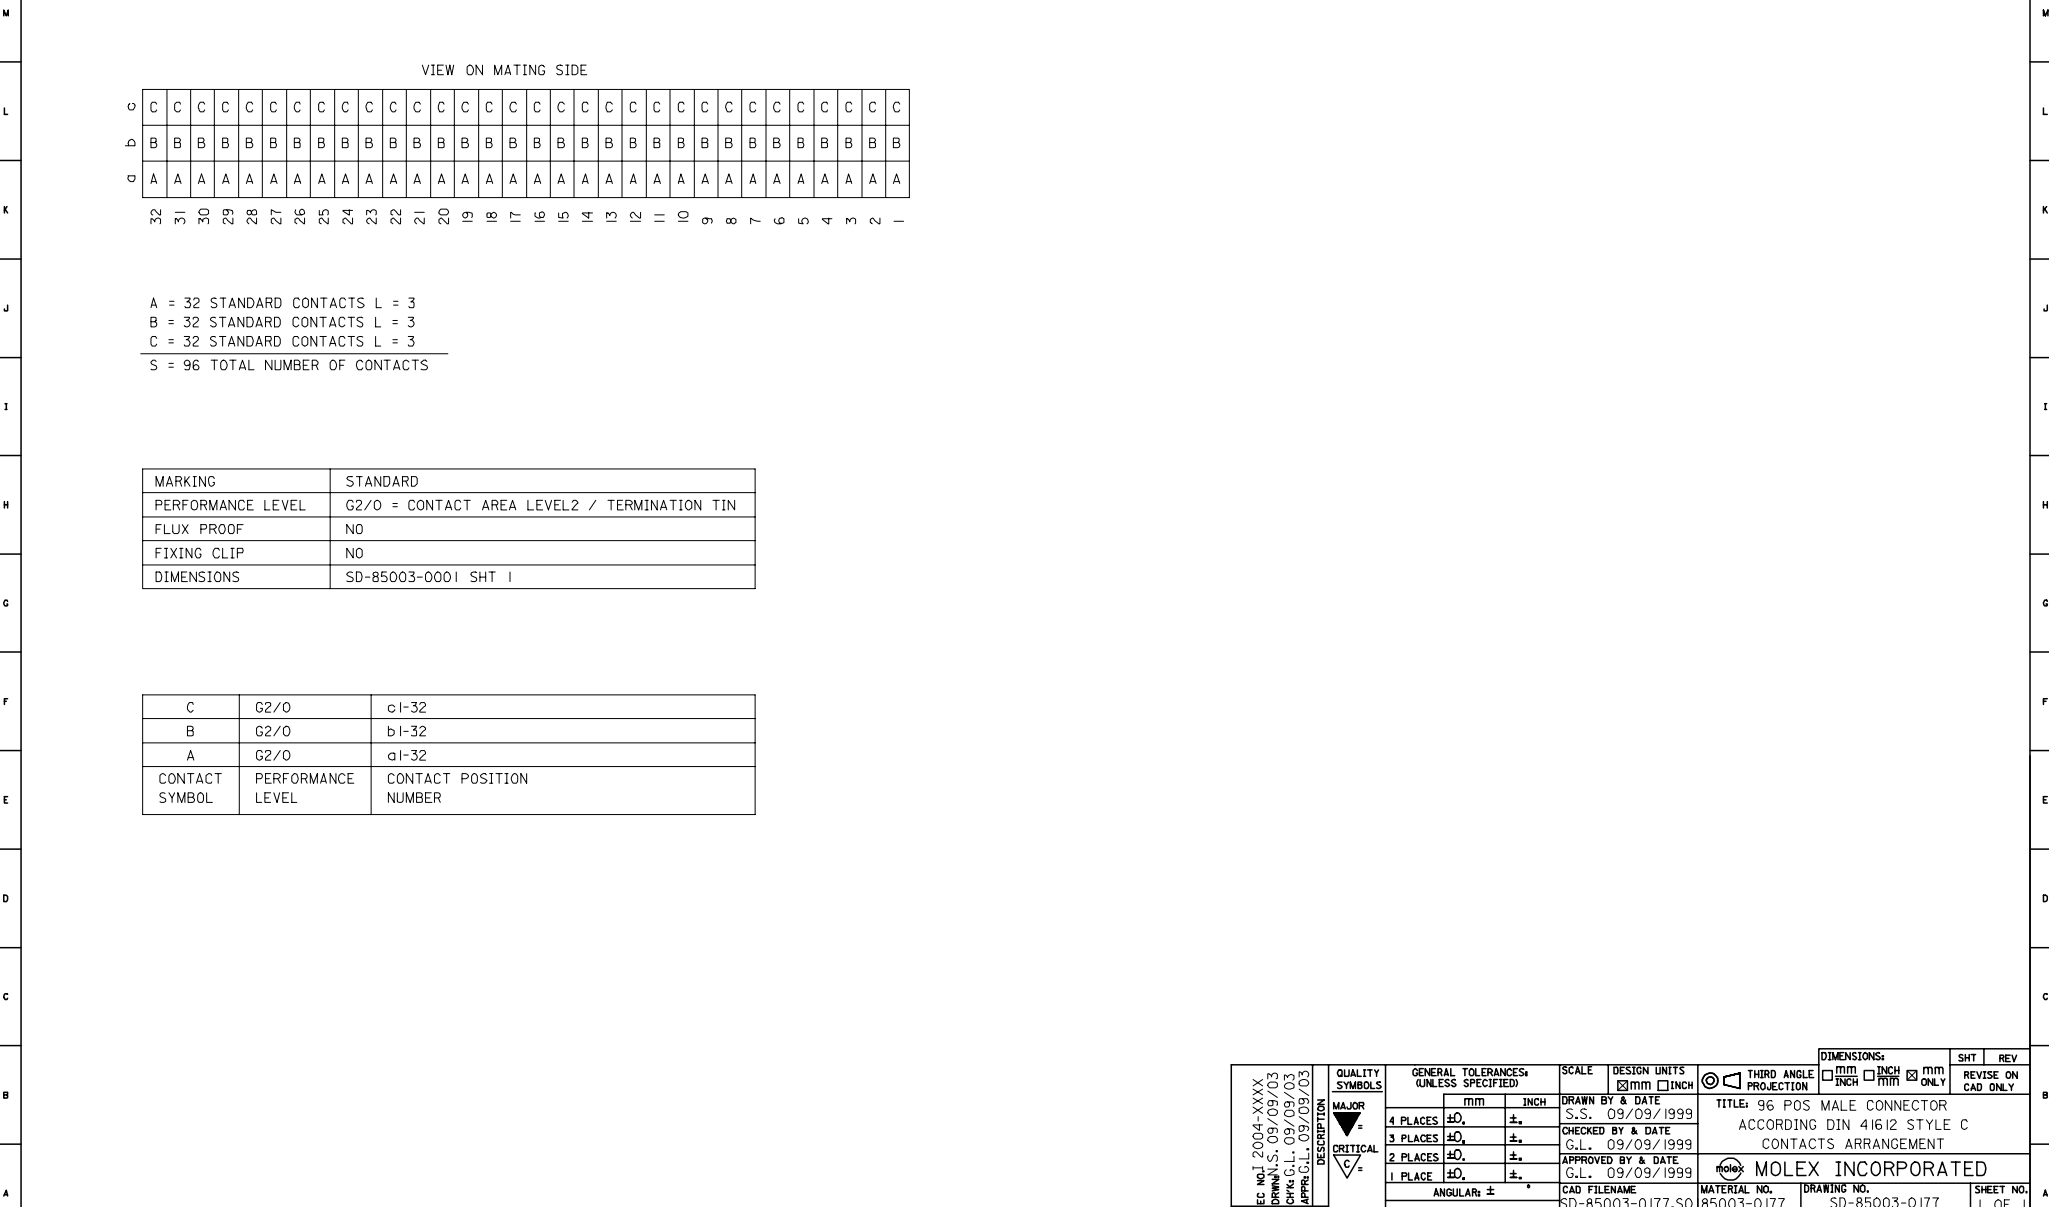 VIEW ON MATING SIDE
c C C C C C C C C C C C C C C C C C C C C C C C C C C C C C C C C
b B B B B B B B B B B B B B B B B B B B B B B B B B B B B B B B B
a A A A A A A A A A A A A A A A A A A A A A A A A A A A A A A A A
32 31 30 29 28 27 26 25 24 23 22 21 20 19 18 17 16 15 14 13 12 11 10 9 8 7 6 5 4 3 2 1
A = 32 STANDARD CONTACTS L = 3
B = 32 STANDARD CONTACTS L = 3
C = 32 STANDARD CONTACTS L = 3
S = 96 TOTAL NUMBER OF CONTACTS
MARKING STANDARD
PERFORMANCE LEVEL G2/0 = CONTACT AREA LEVEL2 / TERMINATION TIN
FLUX PROOF NO
FIXING CLIP NO
DIMENSIONS SD-85003-0001 SHT 1
C G2/0 c1-32
B G2/0 b1-32
A G2/0 a1-32
CONTACT SYMBOL PERFORMANCE LEVEL CONTACT POSITION NUMBER
M L K J I H G F E D C B A
M L K J I H G F E D C B A
EC NO.I 2004-XXXX
DRWN:N.S. 09/09/03
CH'K: G.L. 09/09/03
APPR: G.L. 09/09/03
DESCRIPTION
QUALITY SYMBOLS
MAJOR
=
CRITICAL
C =
GENERAL TOLERANCES:
(UNLESS SPECIFIED)
mm INCH
4 PLACES ±0. ±.
3 PLACES ±0. ±.
2 PLACES ±0. ±.
1 PLACE ±0. ±.
ANGULAR: ± °
SCALE
DESIGN UNITS
mm INCH
DRAWN BY & DATE
S.S. 09/09/1999
CHECKED BY & DATE
G.L. 09/09/1999
APPROVED BY & DATE
G.L. 09/09/1999
CAD FILENAME
SD-85003-0177.S0
THIRD ANGLE PROJECTION
DIMENSIONS:
mm/INCH INCH/mm mm ONLY
SHT REV
REVISE ON CAD ONLY
TITLE: 96 POS MALE CONNECTOR
ACCORDING DIN 41612 STYLE C
CONTACTS ARRANGEMENT
molex MOLEX INCORPORATED
MATERIAL NO.
85003-0177
DRAWING NO.
SD-85003-0177
SHEET NO.
1 OF 1